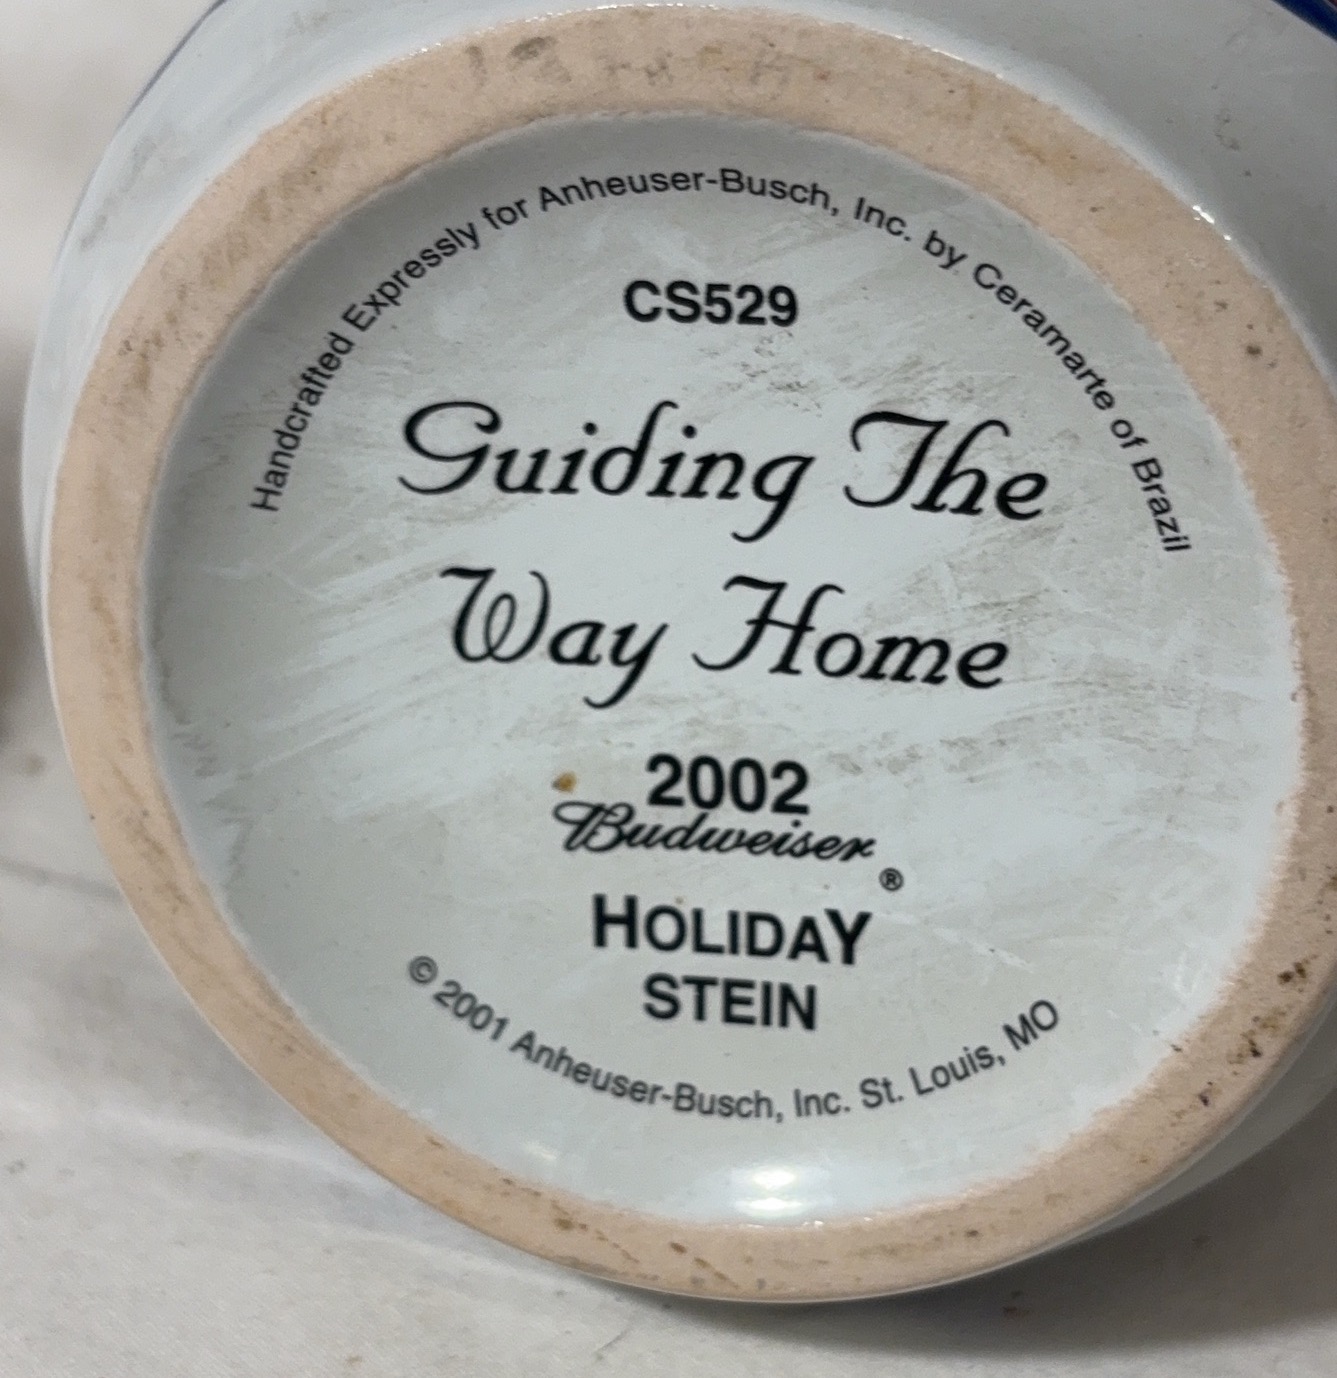 Handcrafted Expressly for Anheuser-Busch, Inc. by Ceramarte of Brazil
CS529
Guiding The
Way Home
2002
Budweiser®
HOLIDAY
STEIN
© 2001 Anheuser-Busch, Inc. St. Louis, MO